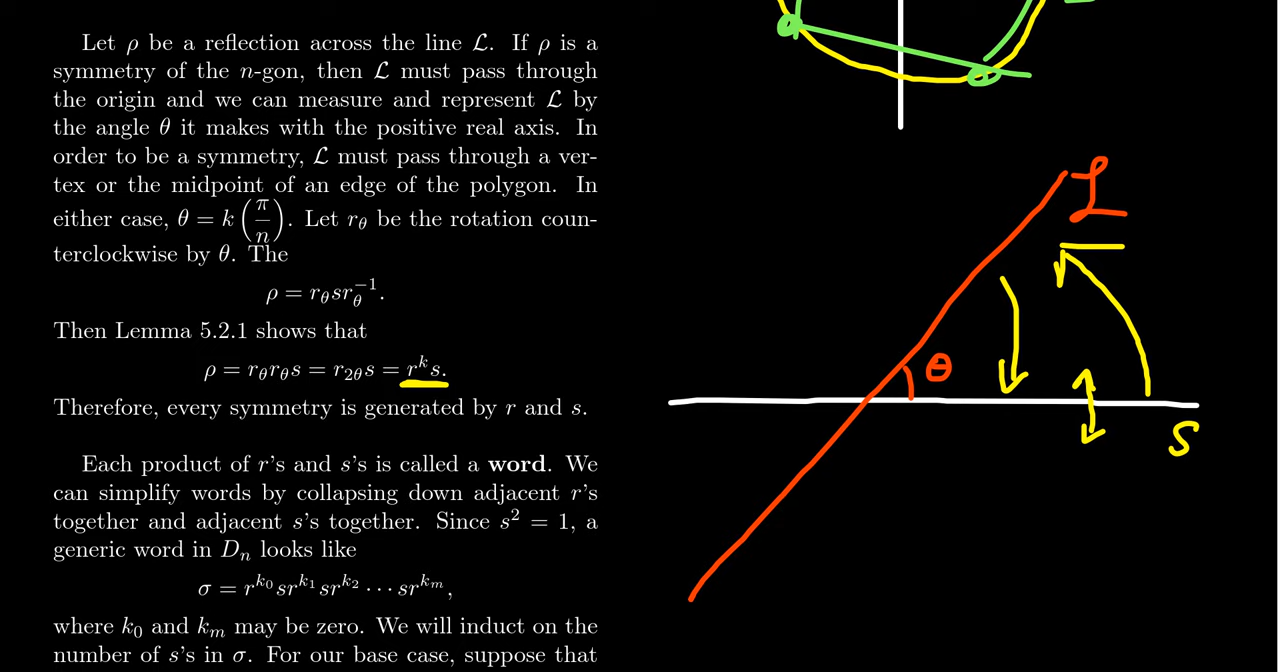 Let ρ be a reflection across the line ℒ. If ρ is a
symmetry of the n-gon, then ℒ must pass through
the origin and we can measure and represent ℒ by
the angle θ it makes with the positive real axis. In
order to be a symmetry, ℒ must pass through a ver-
tex or the midpoint of an edge of the polygon. In
either case, θ = k(π/n). Let r_θ be the rotation coun-
terclockwise by θ. The
ρ = r_θ s r_θ^{-1}.
Then Lemma 5.2.1 shows that
ρ = r_θ r_θ s = r_{2θ} s = r^k s.
Therefore, every symmetry is generated by r and s.
Each product of r's and s's is called a word. We
can simplify words by collapsing down adjacent r's
together and adjacent s's together. Since s² = 1, a
generic word in D_n looks like
σ = r^{k_0} s r^{k_1} s r^{k_2} ⋯ s r^{k_m},
where k_0 and k_m may be zero. We will induct on the
number of s's in σ. For our base case, suppose that
ℒ
θ
s